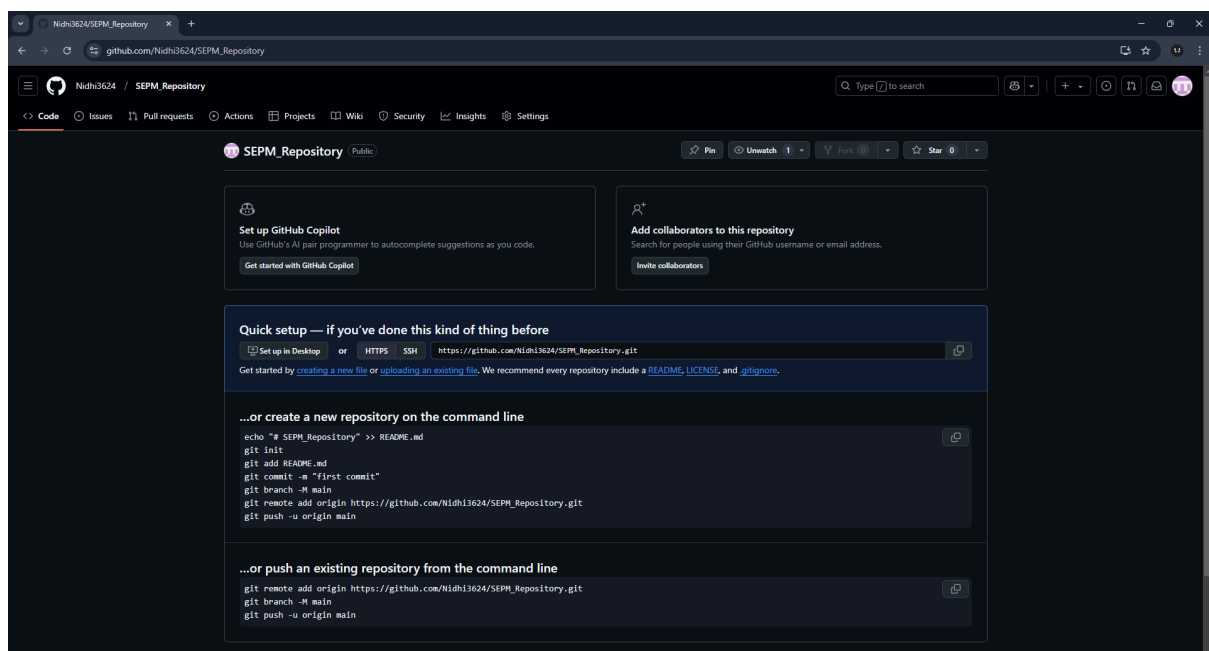 Nidhi3624/SEPM_Repository
github.com/Nidhi3624/SEPM_Repository
Nidhi3624 / SEPM_Repository
Type / to search
Code Issues Pull requests Actions Projects Wiki Security Insights Settings
SEPM_Repository Public
Pin Unwatch 1 Fork 0 Star 0
Set up GitHub Copilot
Use GitHub's AI pair programmer to autocomplete suggestions as you code.
Get started with GitHub Copilot
Add collaborators to this repository
Search for people using their GitHub username or email address.
Invite collaborators
Quick setup — if you've done this kind of thing before
Set up in Desktop or HTTPS SSH https://github.com/Nidhi3624/SEPM_Repository.git
Get started by creating a new file or uploading an existing file. We recommend every repository include a README, LICENSE, and .gitignore.
...or create a new repository on the command line
echo "# SEPM_Repository" >> README.md
git init
git add README.md
git commit -m "first commit"
git branch -M main
git remote add origin https://github.com/Nidhi3624/SEPM_Repository.git
git push -u origin main
...or push an existing repository from the command line
git remote add origin https://github.com/Nidhi3624/SEPM_Repository.git
git branch -M main
git push -u origin main